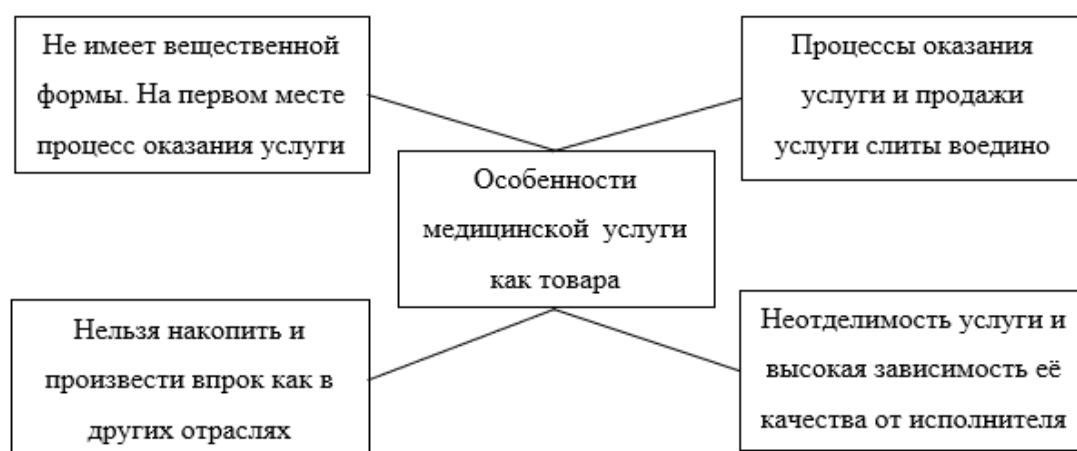 Не имеет вещественной
формы. На первом месте
процесс оказания услуги
Процессы оказания
услуги и продажи
услуги слиты воедино
Особенности
медицинской услуги
как товара
Нельзя накопить и
произвести впрок как в
других отраслях
Неотделимость услуги и
высокая зависимость её
качества от исполнителя